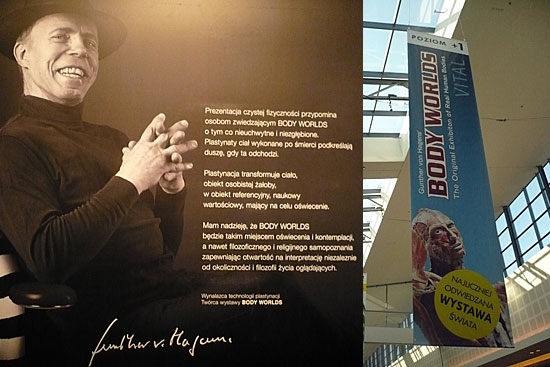 Prezentacja czystej fizyczności przypomina
osobom zwiedzającym BODY WORLDS
o tym co nieuchwytne i niezgłębione.
Plastynaty ciał wykonane po śmierci podkreślają
duszę, gdy ta odchodzi.
Plastynacja transformuje ciało,
obiekt osobistej żałoby,
w obiekt referencyjny, naukowy
wartościowy, mający na celu oświecenie.
Mam nadzieję, że BODY WORLDS
będzie takim miejscem oświecenia i kontemplacji,
a nawet filozoficznego i religijnego samopoznania
zapewniając otwartość na interpretację niezależnie
od okoliczności i filozofii życia oglądających.
Wynalazca technologii plastynacji
Twórca wystawy BODY WORLDS
Gunther v. Hagens
POZIOM +1
Gunther von Hagens'
BODY WORLDS
VITAL
The Original Exhibition of Real Human Bodies
NAJLICZNIEJ
ODWIEDZANA
WYSTAWA
ŚWIATA